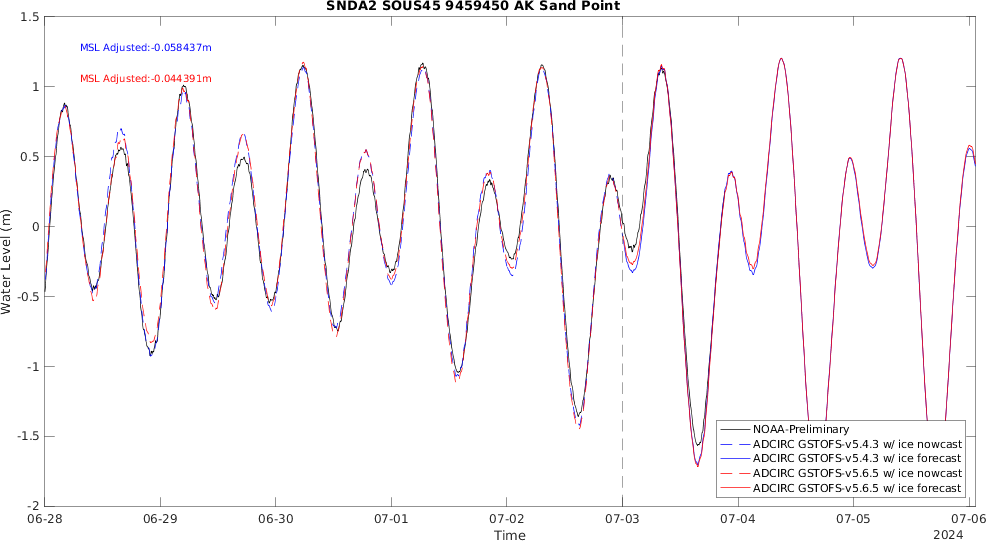 SNDA2 SOUS45 9459450 AK Sand Point
MSL Adjusted:-0.058437m
MSL Adjusted:-0.044391m
Water Level (m)
1.5
1
0.5
0
-0.5
-1
-1.5
-2
NOAA-Preliminary
ADCIRC GSTOFS-v5.4.3 w/ ice nowcast
ADCIRC GSTOFS-v5.4.3 w/ ice forecast
ADCIRC GSTOFS-v5.6.5 w/ ice nowcast
ADCIRC GSTOFS-v5.6.5 w/ ice forecast
06-28 06-29 06-30 07-01 07-02 07-03 07-04 07-05 07-06
Time
2024